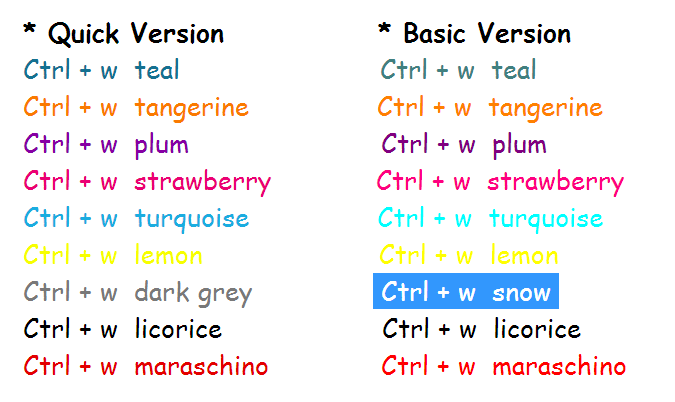 * Quick Version
Ctrl + w teal
Ctrl + w tangerine
Ctrl + w plum
Ctrl + w strawberry
Ctrl + w turquoise
Ctrl + w lemon
Ctrl + w dark grey
Ctrl + w licorice
Ctrl + w maraschino
* Basic Version
Ctrl + w teal
Ctrl + w tangerine
Ctrl + w plum
Ctrl + w strawberry
Ctrl + w turquoise
Ctrl + w lemon
Ctrl + w snow
Ctrl + w licorice
Ctrl + w maraschino